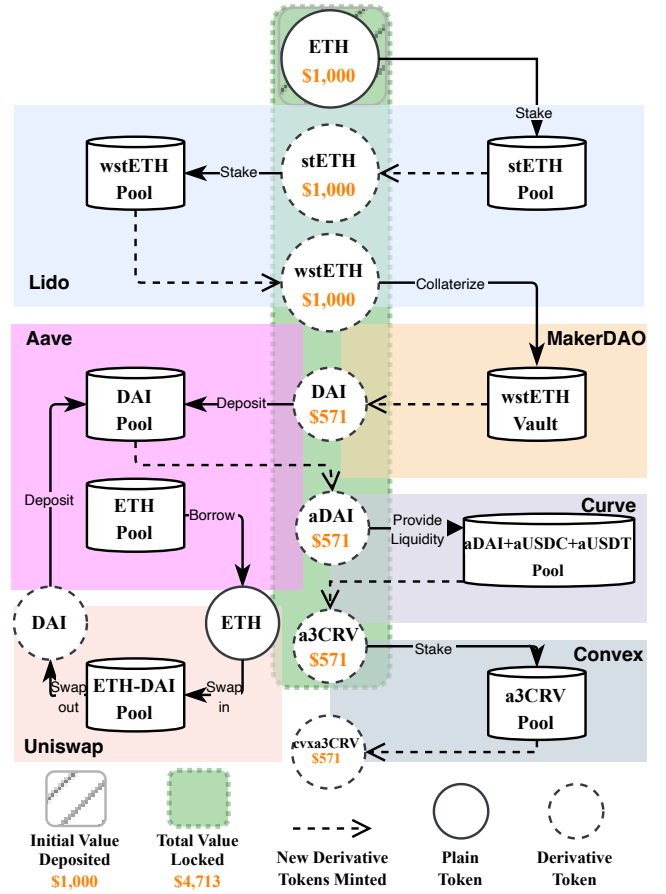 ETH
$1,000
Stake
wstETH
Pool
Stake
stETH
$1,000
stETH
Pool
wstETH
$1,000
Collaterize
Lido
Aave
MakerDAO
DAI
Pool
Deposit
DAI
$571
wstETH
Vault
Deposit
ETH
Pool
Borrow
aDAI
$571
Provide
Liquidity
Curve
aDAI+aUSDC+aUSDT
Pool
DAI
ETH
a3CRV
$571
Stake
Convex
Swap
out
ETH-DAI
Pool
Swap
in
a3CRV
Pool
Uniswap
cvxa3CRV
$571
Initial Value
Deposited
$1,000
Total Value
Locked
$4,713
New Derivative
Tokens Minted
Plain
Token
Derivative
Token